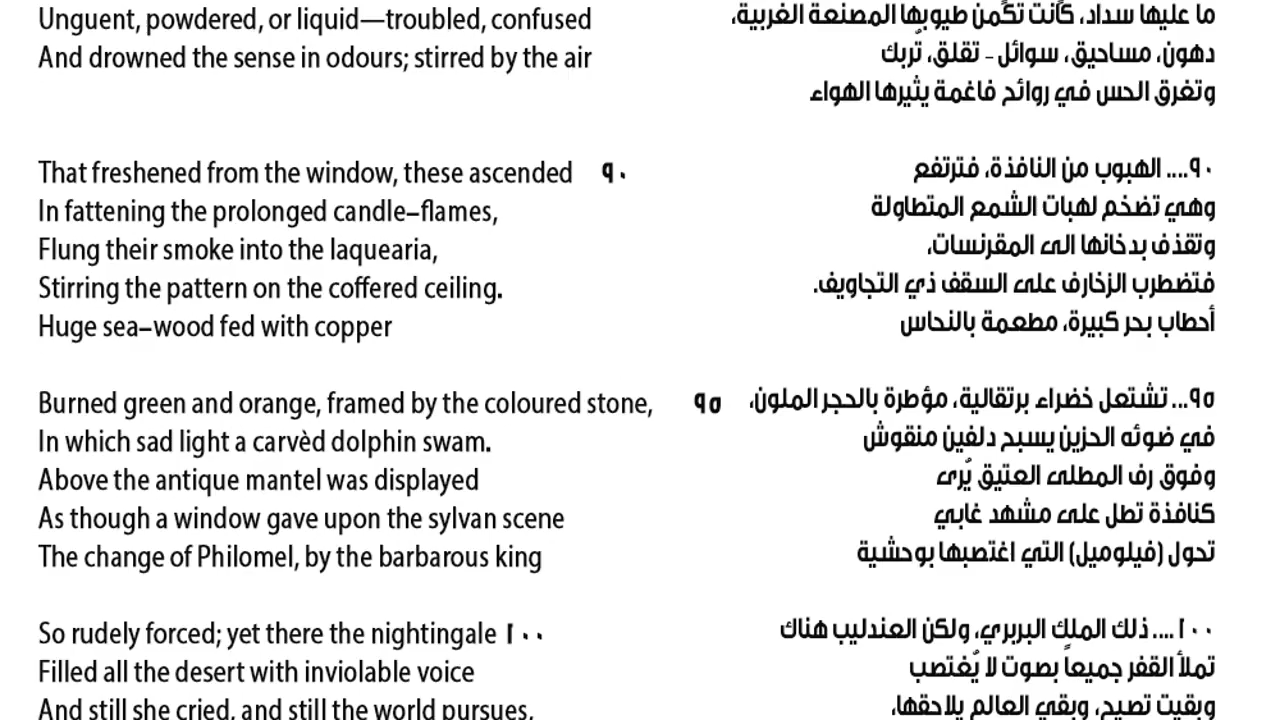 Unguent, powdered, or liquid—troubled, confused
And drowned the sense in odours; stirred by the air
That freshened from the window, these ascended ٩٠
In fattening the prolonged candle–flames,
Flung their smoke into the laquearia,
Stirring the pattern on the coffered ceiling.
Huge sea–wood fed with copper
Burned green and orange, framed by the coloured stone, ٩٥
In which sad light a carvèd dolphin swam.
Above the antique mantel was displayed
As though a window gave upon the sylvan scene
The change of Philomel, by the barbarous king
So rudely forced; yet there the nightingale ١٠٠
Filled all the desert with inviolable voice
And still she cried, and still the world pursues,
ما عليها سداد، كانت تكمن طيوبها المصنعة الغريبة،
دهون، مساحيق، سوائل - تقلق، تُربك
وتغرق الحس في روائح فاغمة يثيرها الهواء
٩٠.... الهبوب من النافذة، فترتفع
وهي تضخم لهبات الشمع المتطاولة
وتقذف بدخانها الى المقرنسات،
فتضطرب الزخارف على السقف ذي التجاويف.
أحطاب بحر كبيرة، مطعمة بالنحاس
٩٥... تشتعل خضراء برتقالية، مؤطرة بالحجر الملون،
في ضوئه الحزين يسبح دلفين منقوش
وفوق رف المطلى العتيق يُرى
كنافذة تطل على مشهد غابي
تحول (فيلوميل) التي اغتصبها بوحشية
١٠٠.... ذلك الملك البربري، ولكن العندليب هناك
تملأ القفر جميعاً بصوت لا يُغتصب
وبقيت تصيح، وبقي العالم يلاحقها،